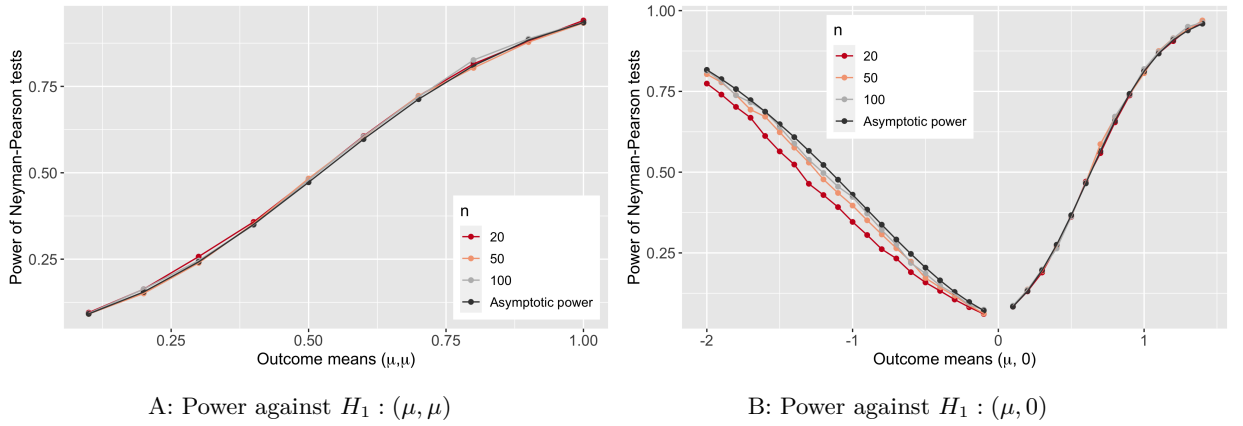 Power of Neyman-Pearson tests
0.75
0.50
0.25
n
20
50
100
Asymptotic power
0.25
0.50
0.75
1.00
Outcome means (μ,μ)
A: Power against H₁ : (μ, μ)
Power of Neyman-Pearson tests
1.00
0.75
0.50
0.25
n
20
50
100
Asymptotic power
-2
-1
0
1
Outcome means (μ, 0)
B: Power against H₁ : (μ, 0)